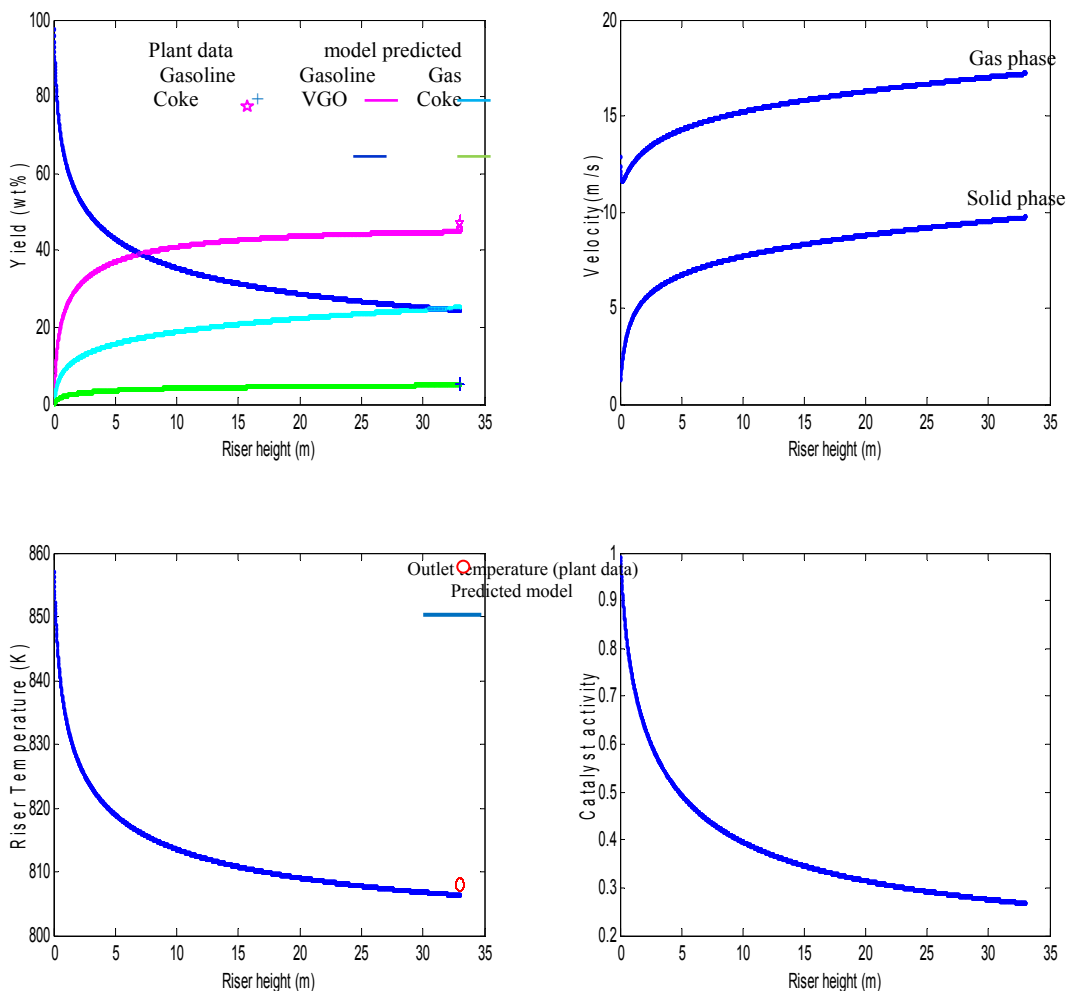 100
80
60
40
20
0
Yield (wt%)
Plant data model predicted
Gasoline Gasoline Gas
Coke VGO Coke
0 5 10 15 20 25 30 35
Riser height (m)
20
15
10
5
0
Velocity(m/s)
Gas phase
Solid phase
0 5 10 15 20 25 30 35
Riser height (m)
860
850
840
830
820
810
800
Riser Temperature (K)
Outlet temperature (plant data)
Predicted model
0 5 10 15 20 25 30 35
Riser height (m)
1
0.9
0.8
0.7
0.6
0.5
0.4
0.3
0.2
Catalyst activity
0 5 10 15 20 25 30 35
Riser height (m)